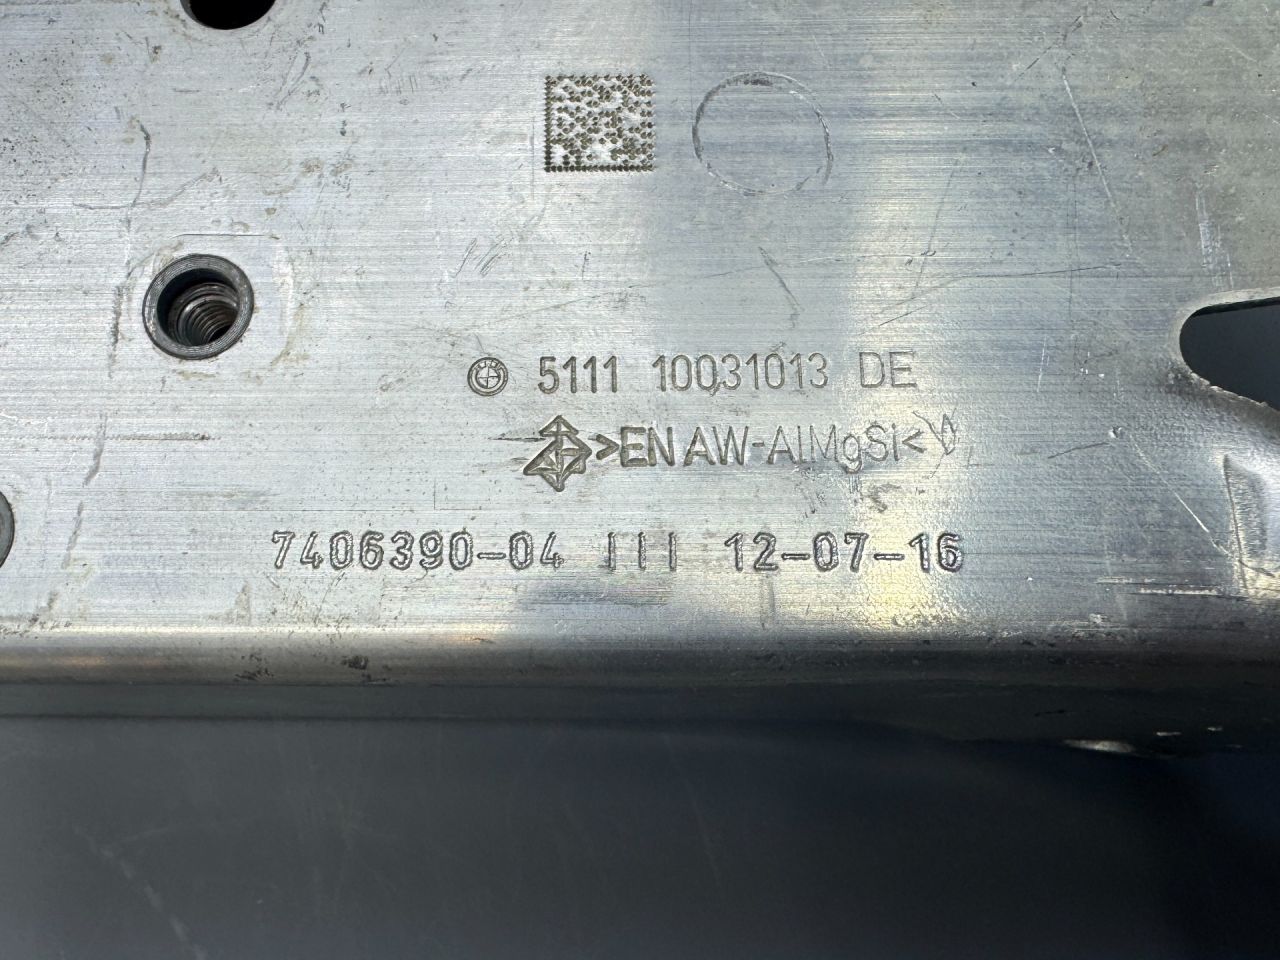 5111 10031013 DE
>EN AW-AlMgSi<
7406390-04 III 12-07-16